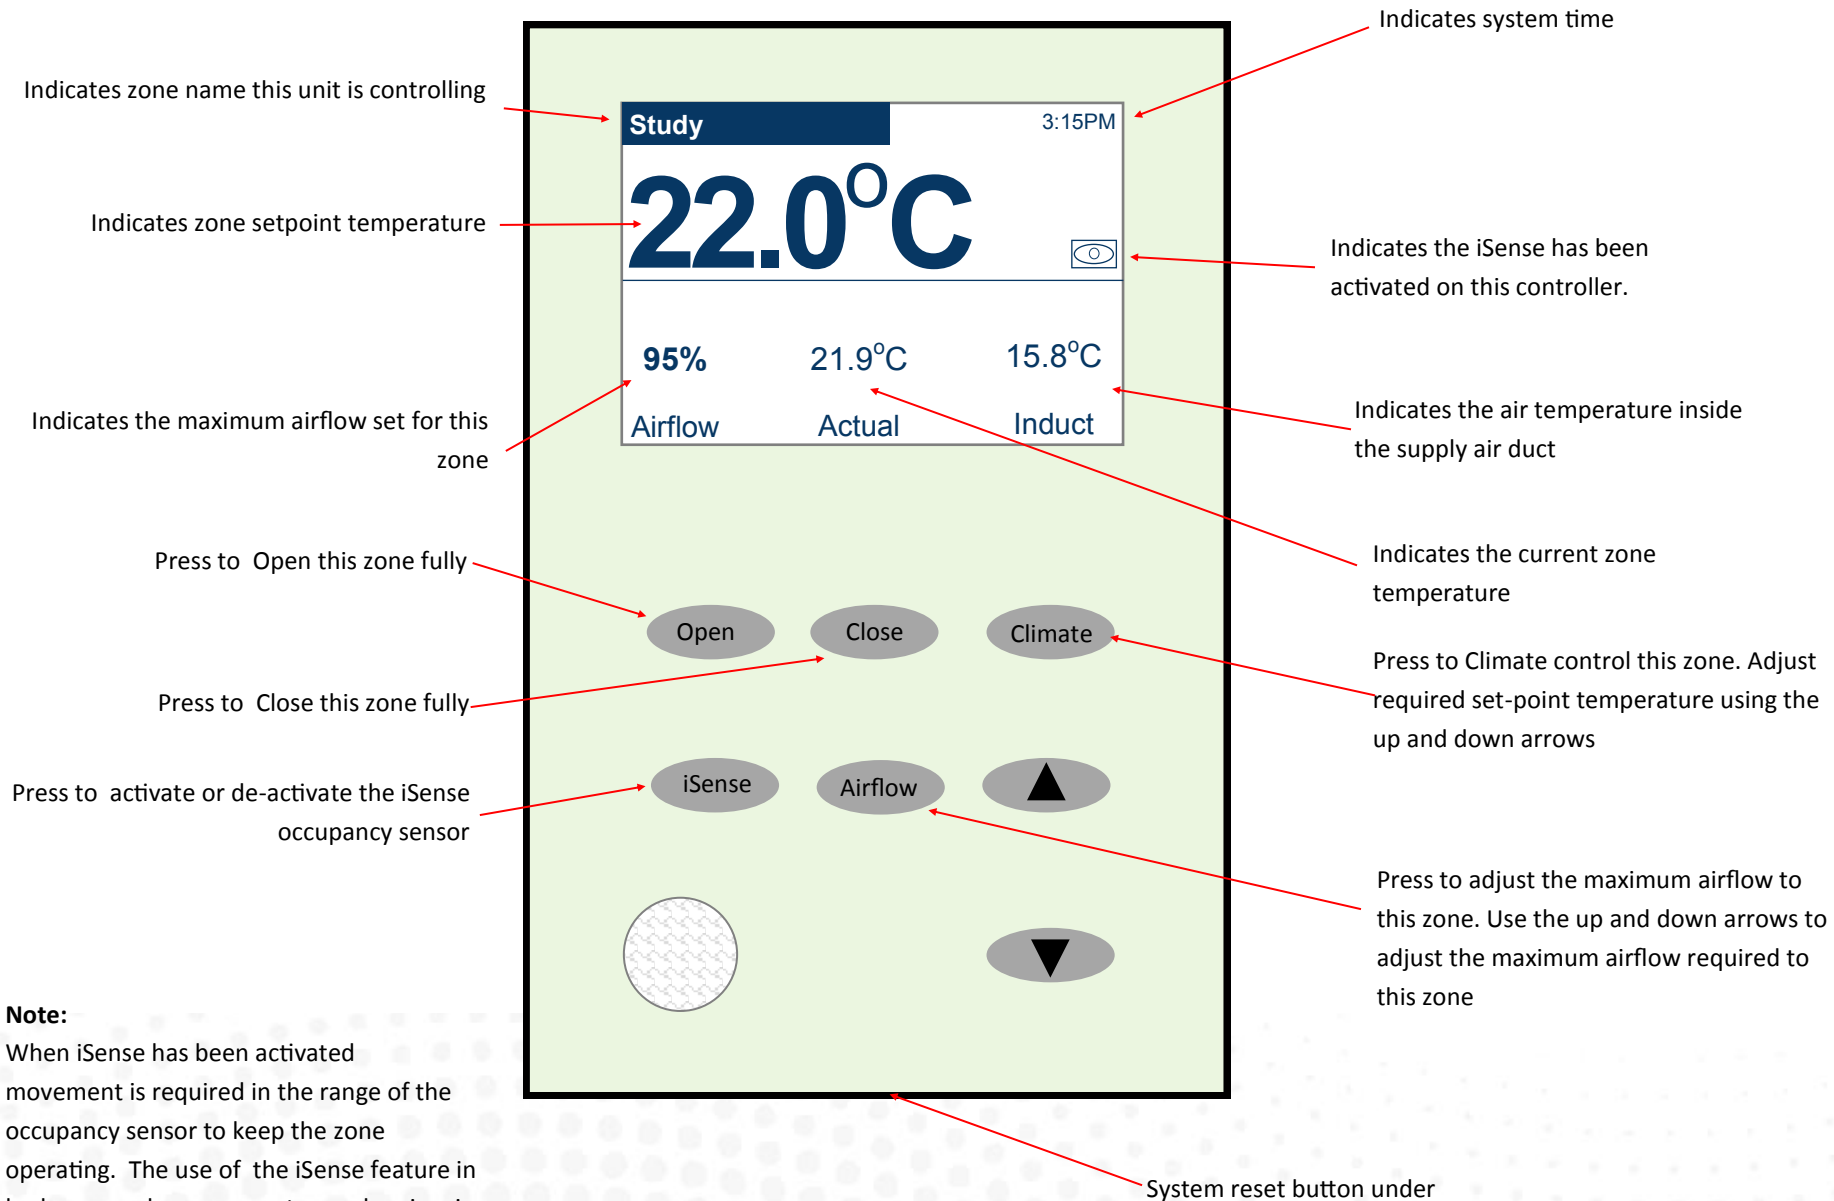 Indicates system time
Indicates zone name this unit is controlling
Study
3:15PM
22.0°C
Indicates zone setpoint temperature
Indicates the iSense has been
activated on this controller.
95%
21.9°C
15.8°C
Airflow
Actual
Induct
Indicates the maximum airflow set for this
zone
Indicates the air temperature inside
the supply air duct
Indicates the current zone
temperature
Press to Open this zone fully
Open
Close
Climate
Press to Climate control this zone. Adjust
required set-point temperature using the
up and down arrows
Press to Close this zone fully
Press to activate or de-activate the iSense
occupancy sensor
iSense
Airflow
Press to adjust the maximum airflow to
this zone. Use the up and down arrows to
adjust the maximum airflow required to
this zone
Note:
When iSense has been activated
movement is required in the range of the
occupancy sensor to keep the zone
operating. The use of the iSense feature in
System reset button under